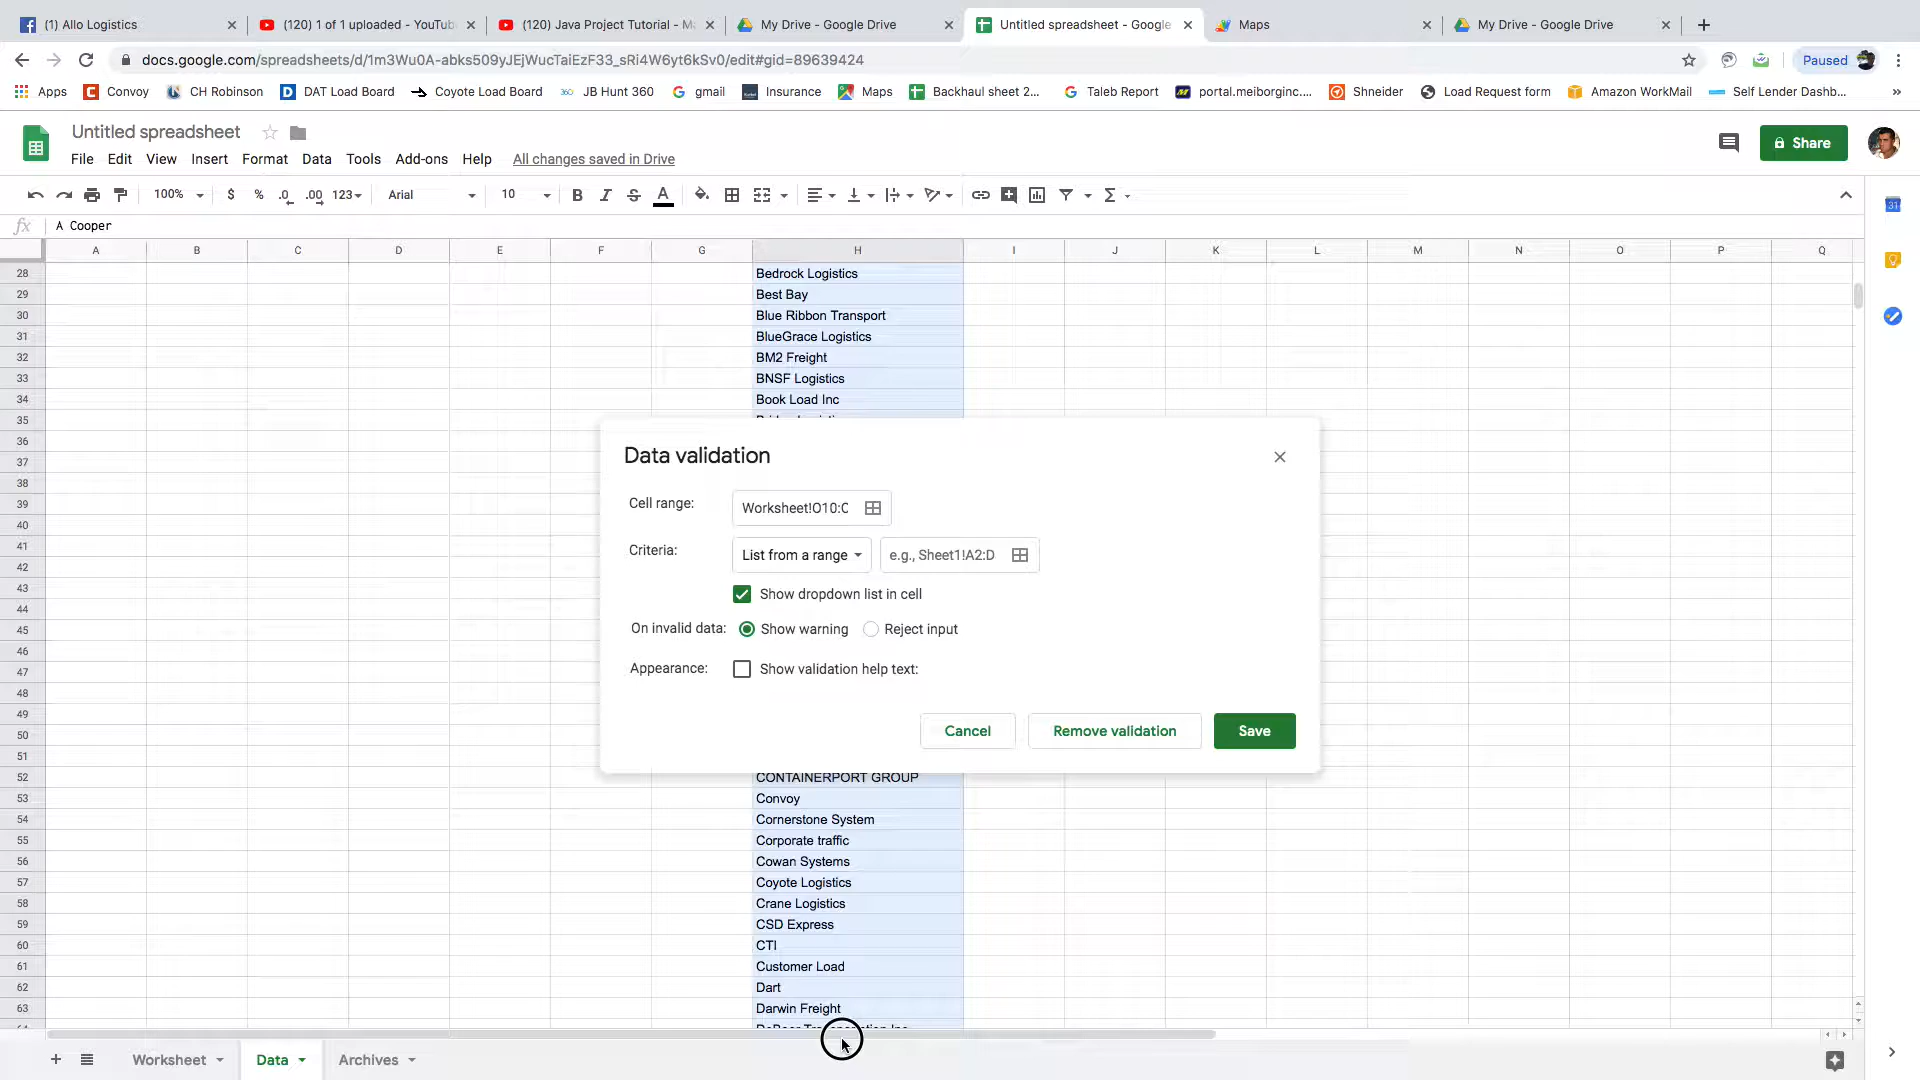 (1) Allo Logistics
(120) 1 of 1 uploaded - YouTub
(120) Java Project Tutorial - Ma
My Drive - Google Drive
Untitled spreadsheet - Google
Maps
My Drive - Google Drive
docs.google.com/spreadsheets/d/1m3Wu0A-abks509yJEjWucTaiEzF33_sRi4W6yt6kSv0/edit#gid=89639424
Paused
Apps
Convoy
CH Robinson
DAT Load Board
Coyote Load Board
JB Hunt 360
gmail
Insurance
Maps
Backhaul sheet 2...
Taleb Report
portal.meiborginc....
Shneider
Load Request form
Amazon WorkMail
Self Lender Dashb...
»
Untitled spreadsheet
File Edit View Insert Format Data Tools Add-ons Help All changes saved in Drive
Share
100% $ % .0 .00 123 Arial 10 B I S A Σ
fx A Cooper
A B C D E F G H I J K L M N O P Q
28 Bedrock Logistics
29 Best Bay
30 Blue Ribbon Transport
31 BlueGrace Logistics
32 BM2 Freight
33 BNSF Logistics
34 Book Load Inc
35
36
37
38
39
40
41
42
43
44
45
46
47
48
49
50
51
Data validation
Cell range: Worksheet!O10:C
Criteria: List from a range e.g., Sheet1!A2:D
Show dropdown list in cell
On invalid data: Show warning Reject input
Appearance: Show validation help text:
Cancel Remove validation Save
52 CONTAINERPORT GROUP
53 Convoy
54 Cornerstone System
55 Corporate traffic
56 Cowan Systems
57 Coyote Logistics
58 Crane Logistics
59 CSD Express
60 CTI
61 Customer Load
62 Dart
63 Darwin Freight
Worksheet Data Archives
31